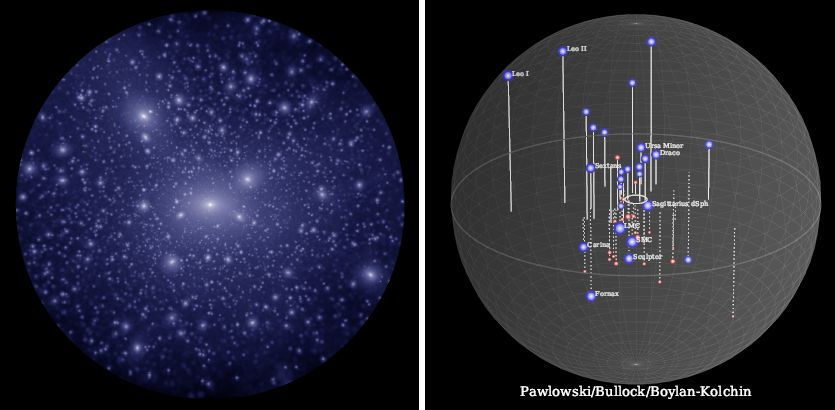 Leo II
Leo I
Ursa Minor
Draco
Sextans
Sagittarius dSph
LMC
SMC
Carina
Sculptor
Fornax
Pawlowski/Bullock/Boylan-Kolchin